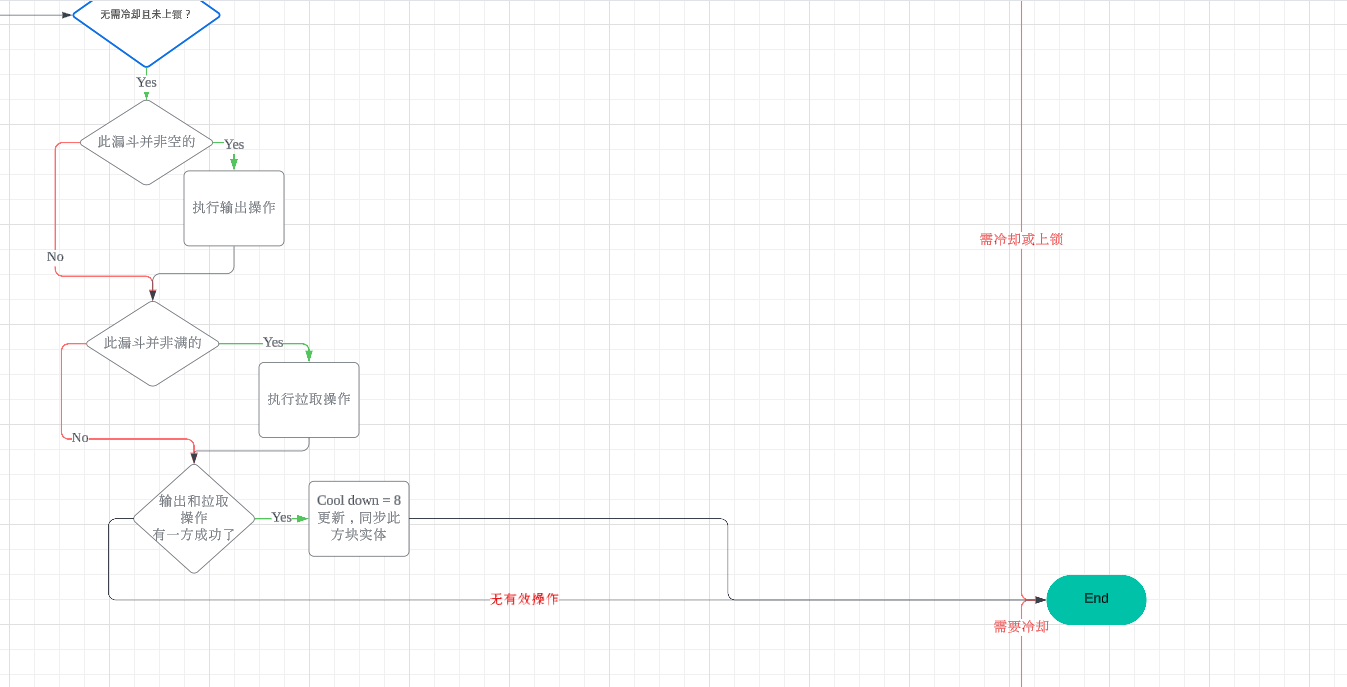 无需冷却且未上锁？
Yes
此漏斗并非空的
Yes
执行输出操作
需冷却或上锁
No
此漏斗并非满的
Yes
执行拉取操作
No
输出和拉取
操作
有一方成功了
Yes
Cool down = 8
更新，同步此
方块实体
无有效操作
End
需要冷却